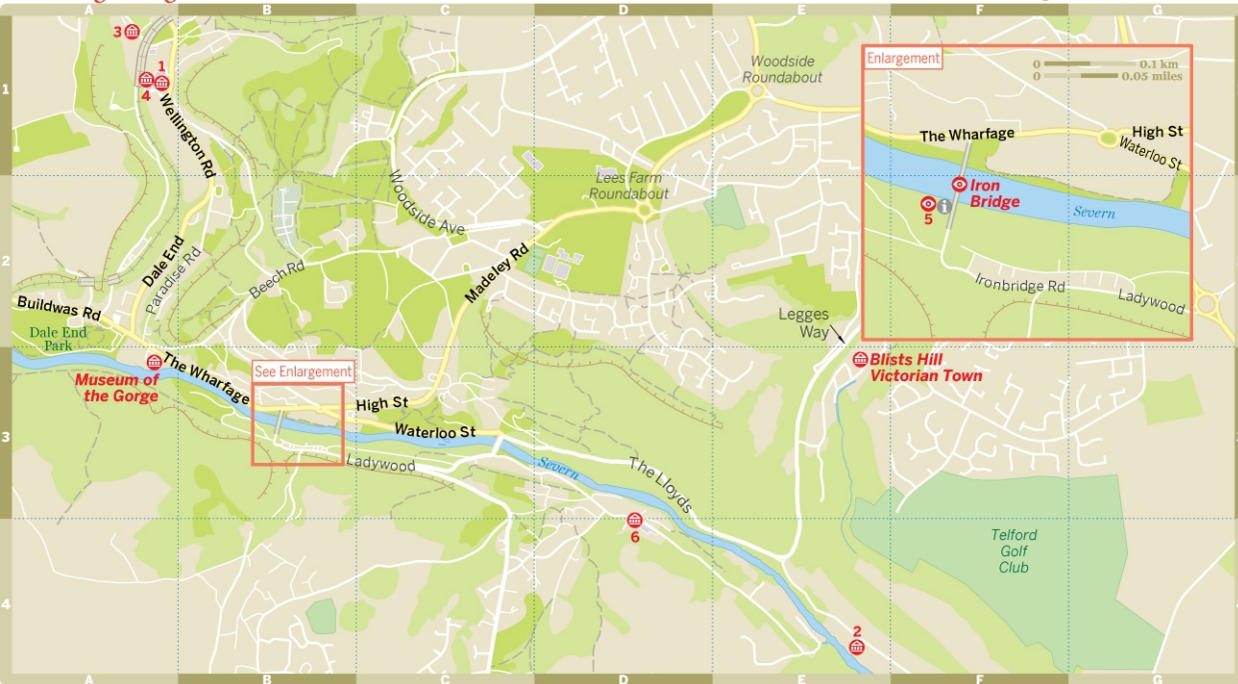 A B C D E F G
3
1
4
1
Wellington Rd
Woodside
Roundabout
Enlargement
0 0.1 km
0 0.05 miles
The Wharfage
High St
Waterloo St
Iron
Bridge
5
i
Severn
Ironbridge Rd
Ladywood
Lees Farm
Roundabout
Woodside Ave
2
Dale End
Paradise Rd
Beech Rd
Madeley Rd
Buildwas Rd
Dale End
Park
Legges
Way
Blists Hill
Victorian Town
Museum of
the Gorge
The Wharfage
See Enlargement
High St
Waterloo St
3
Ladywood
Severn
The Lloyds
6
Telford
Golf
Club
4
2
A B C D E F G